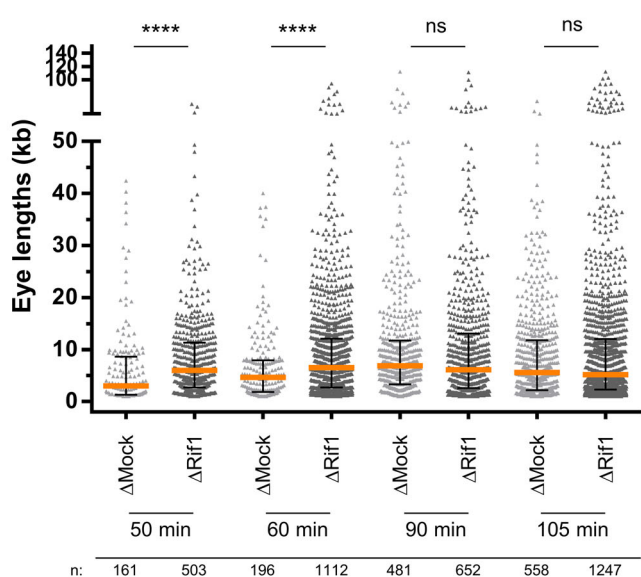 **** **** ns ns
140
120
100
50
40
30
20
10
0
Eye lengths (kb)
ΔMock ΔRif1 ΔMock ΔRif1 ΔMock ΔRif1 ΔMock ΔRif1
50 min 60 min 90 min 105 min
n: 161 503 196 1112 481 652 558 1247